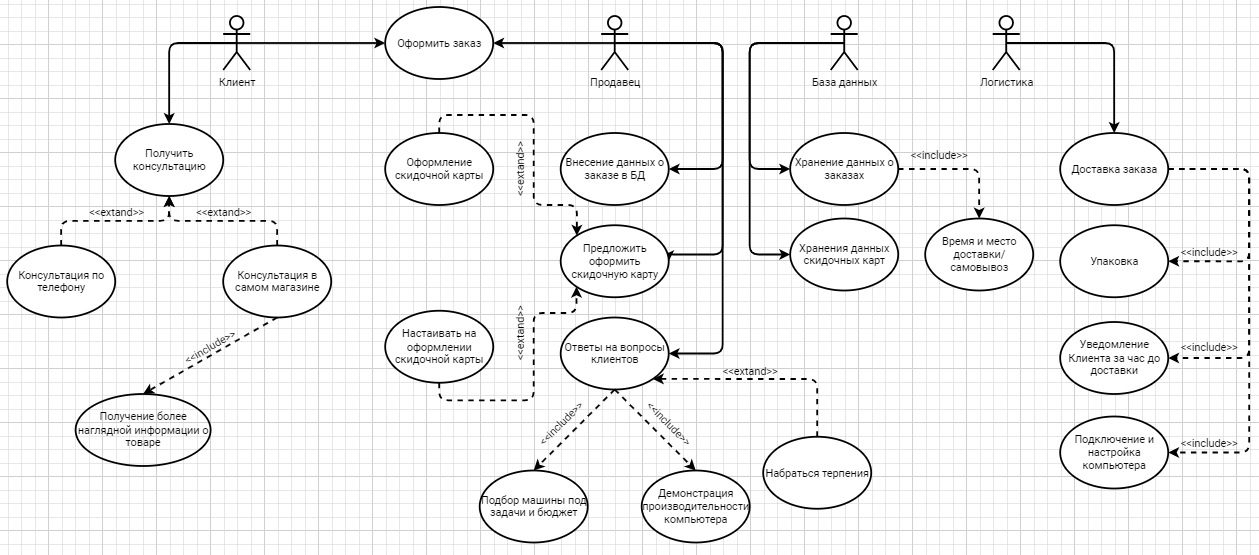 Оформить заказ
Клиент
Продавец
База данных
Логистика
Получить
консультацию
Оформление
скидочной карты
<<extand>>
Внесение данных о
заказе в БД
Хранение данных о
заказах
<<include>>
Доставка заказа
<<extand>>
<<extand>>
Консультация по
телефону
Консультация в
самом магазине
Предложить
оформить
скидочную карту
Хранения данных
скидочных карт
Время и место
доставки/
самовывоз
Упаковка
<<include>>
<<include>>
Настаивать на
оформлении
скидочной карты
<<extand>>
Ответы на вопросы
клиентов
<<extand>>
Уведомление
Клиента за час до
доставки
<<include>>
Получение более
наглядной информации о
товаре
<<include>>
<<include>>
Подключение и
настройка
компьютера
<<include>>
Подбор машины под
задачи и бюджет
Демонстрация
производительности
компьютера
Набраться терпения